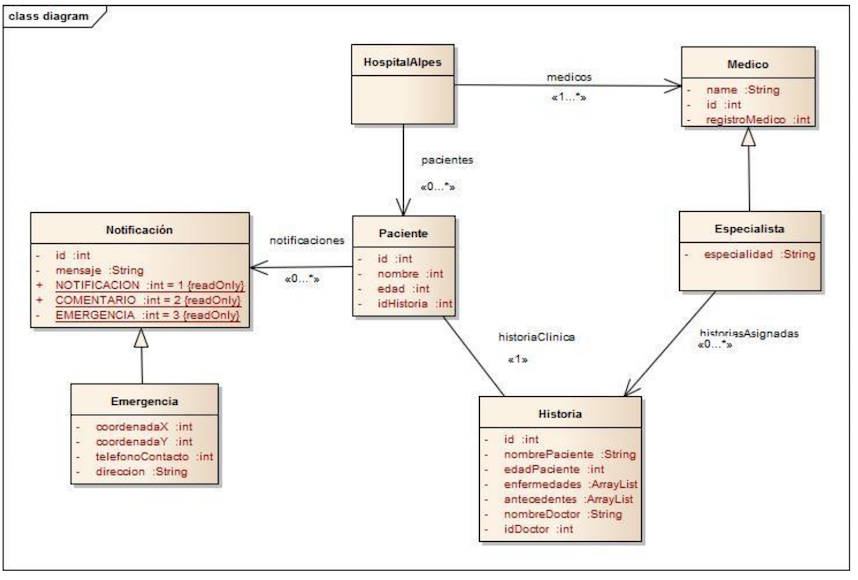 class diagram
HospitalAlpes
medicos
«1...*»
Medico
- name :String
- id :int
- registroMedico :int
pacientes
«0...*»
Notificación
- id :int
- mensaje :String
+ NOTIFICACION :int = 1 {readOnly}
+ COMENTARIO :int = 2 {readOnly}
- EMERGENCIA :int = 3 {readOnly}
notificaciones
«0...*»
Paciente
- id :int
- nombre :int
- edad :int
- idHistoria :int
Especialista
- especialidad :String
historiaClinica
«1»
historiasAsignadas
«0...*»
Emergencia
- coordenadaX :int
- coordenadaY :int
- telefonoContacto :int
- direccion :String
Historia
- id :int
- nombrePaciente :String
- edadPaciente :int
- enfermedades :ArrayList
- antecedentes :ArrayList
- nombreDoctor :String
- idDoctor :int